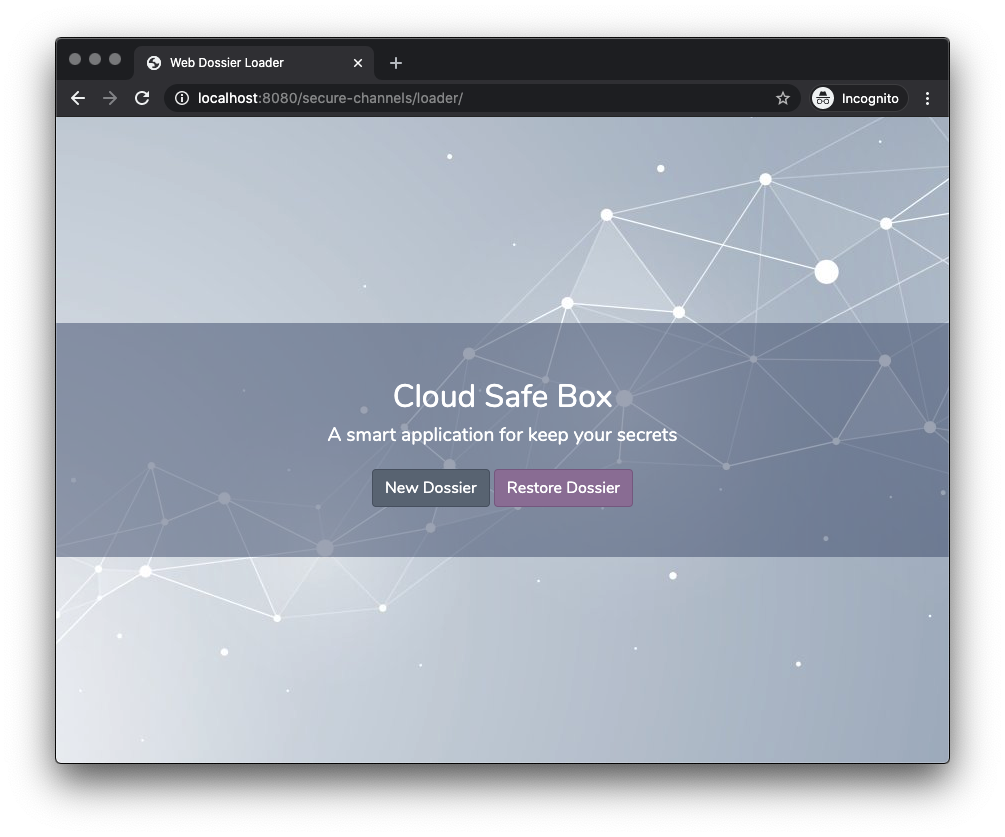 Web Dossier Loader
localhost:8080/secure-channels/loader/
Incognito
Cloud Safe Box
A smart application for keep your secrets
New Dossier
Restore Dossier